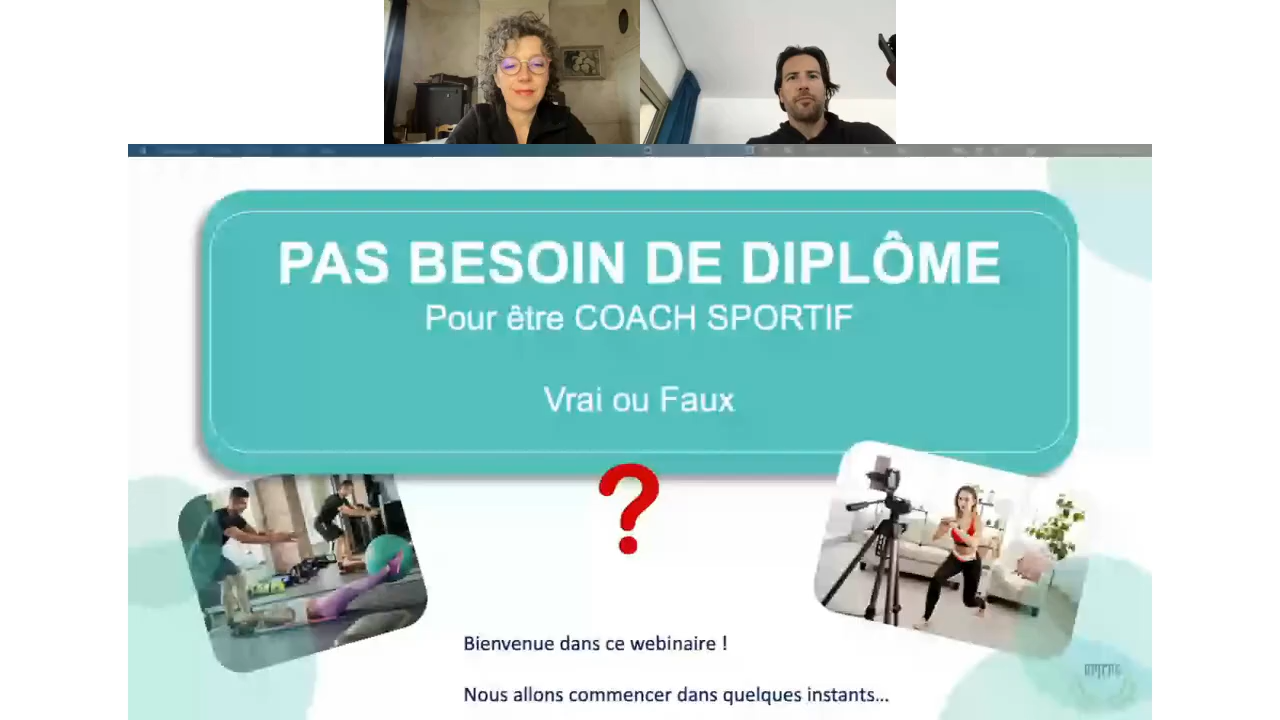 PAS BESOIN DE DIPLÔME
Pour être COACH SPORTIF
Vrai ou Faux
?
Bienvenue dans ce webinaire !
Nous allons commencer dans quelques instants...